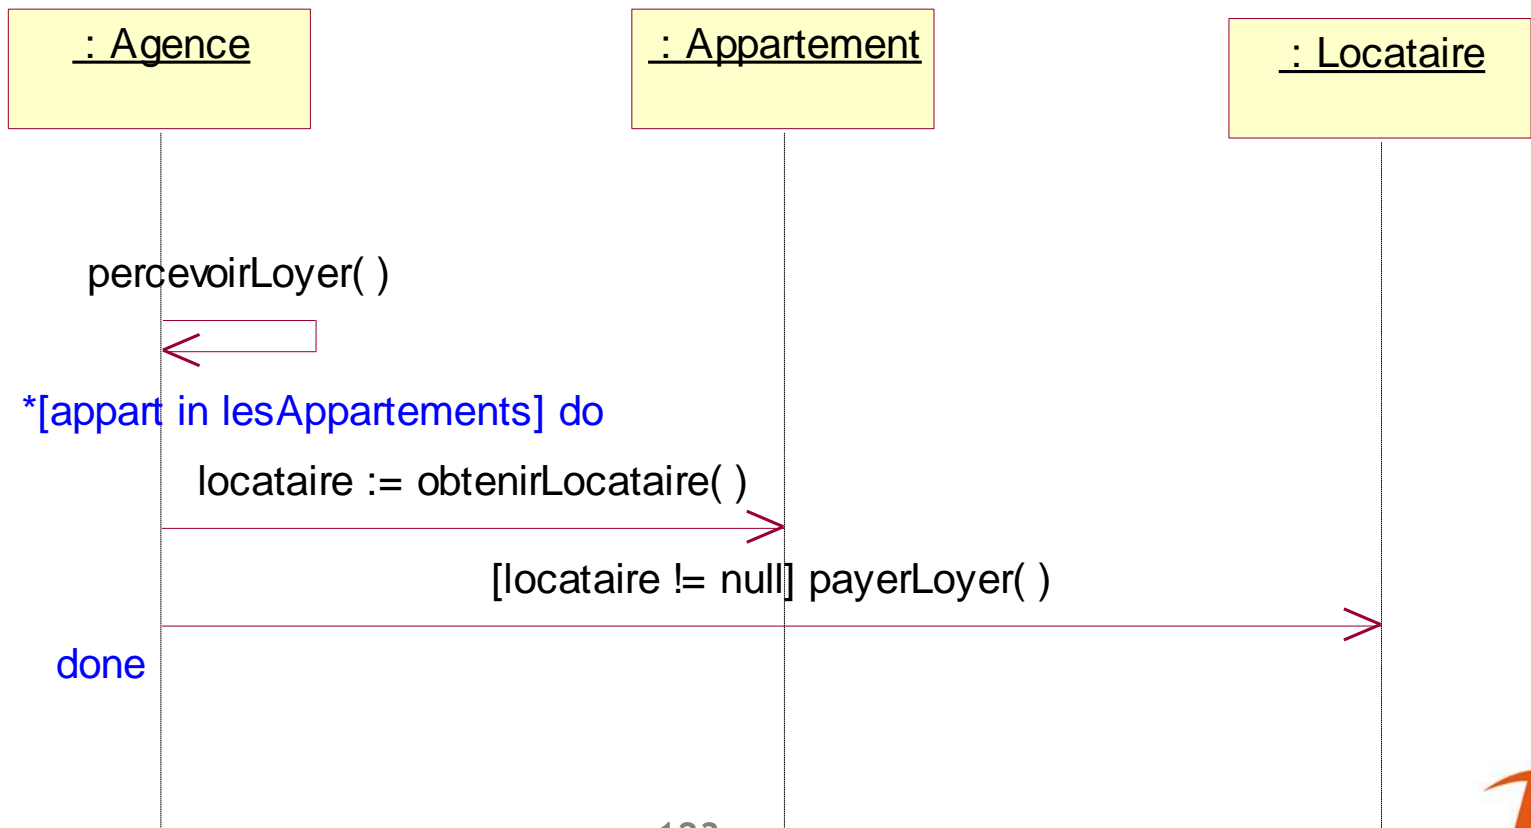 : Agence
: Appartement
: Locataire
percevoirLoyer( )
*[appart in lesAppartements] do
locataire := obtenirLocataire( )
[locataire != null] payerLoyer( )
done